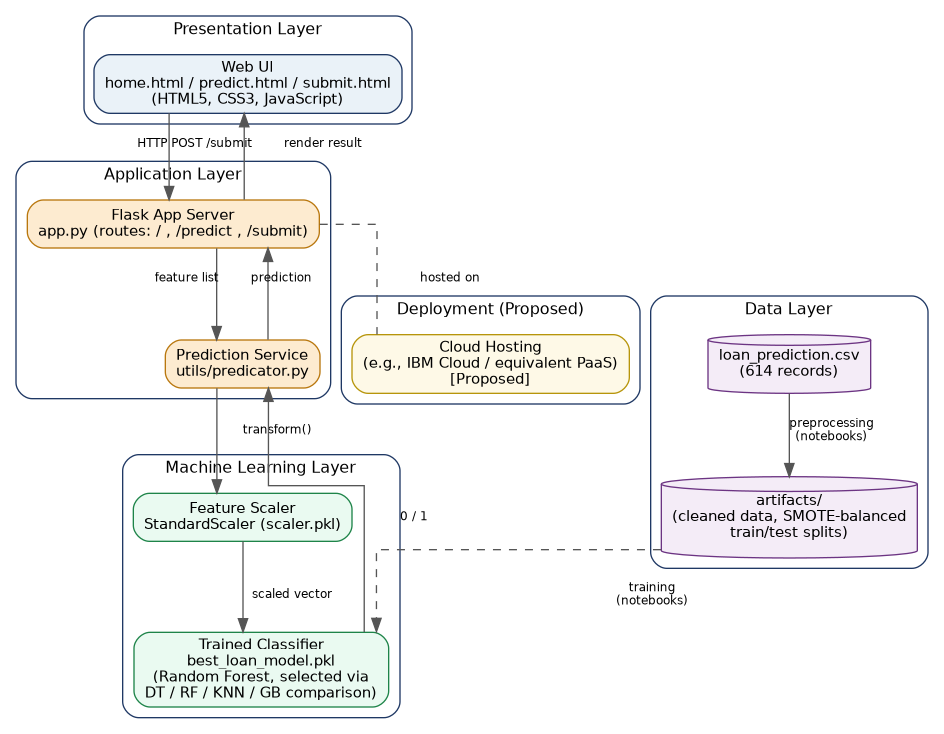 Presentation Layer
Web UI
home.html / predict.html / submit.html
(HTML5, CSS3, JavaScript)
HTTP POST /submit
render result
Application Layer
Flask App Server
app.py (routes: / , /predict , /submit)
feature list
prediction
hosted on
Prediction Service
utils/predicator.py
Deployment (Proposed)
Cloud Hosting
(e.g., IBM Cloud / equivalent PaaS)
[Proposed]
Data Layer
loan_prediction.csv
(614 records)
preprocessing
(notebooks)
artifacts/
(cleaned data, SMOTE-balanced
train/test splits)
transform()
Machine Learning Layer
Feature Scaler
StandardScaler (scaler.pkl)
0 / 1
scaled vector
training
(notebooks)
Trained Classifier
best_loan_model.pkl
(Random Forest, selected via
DT / RF / KNN / GB comparison)